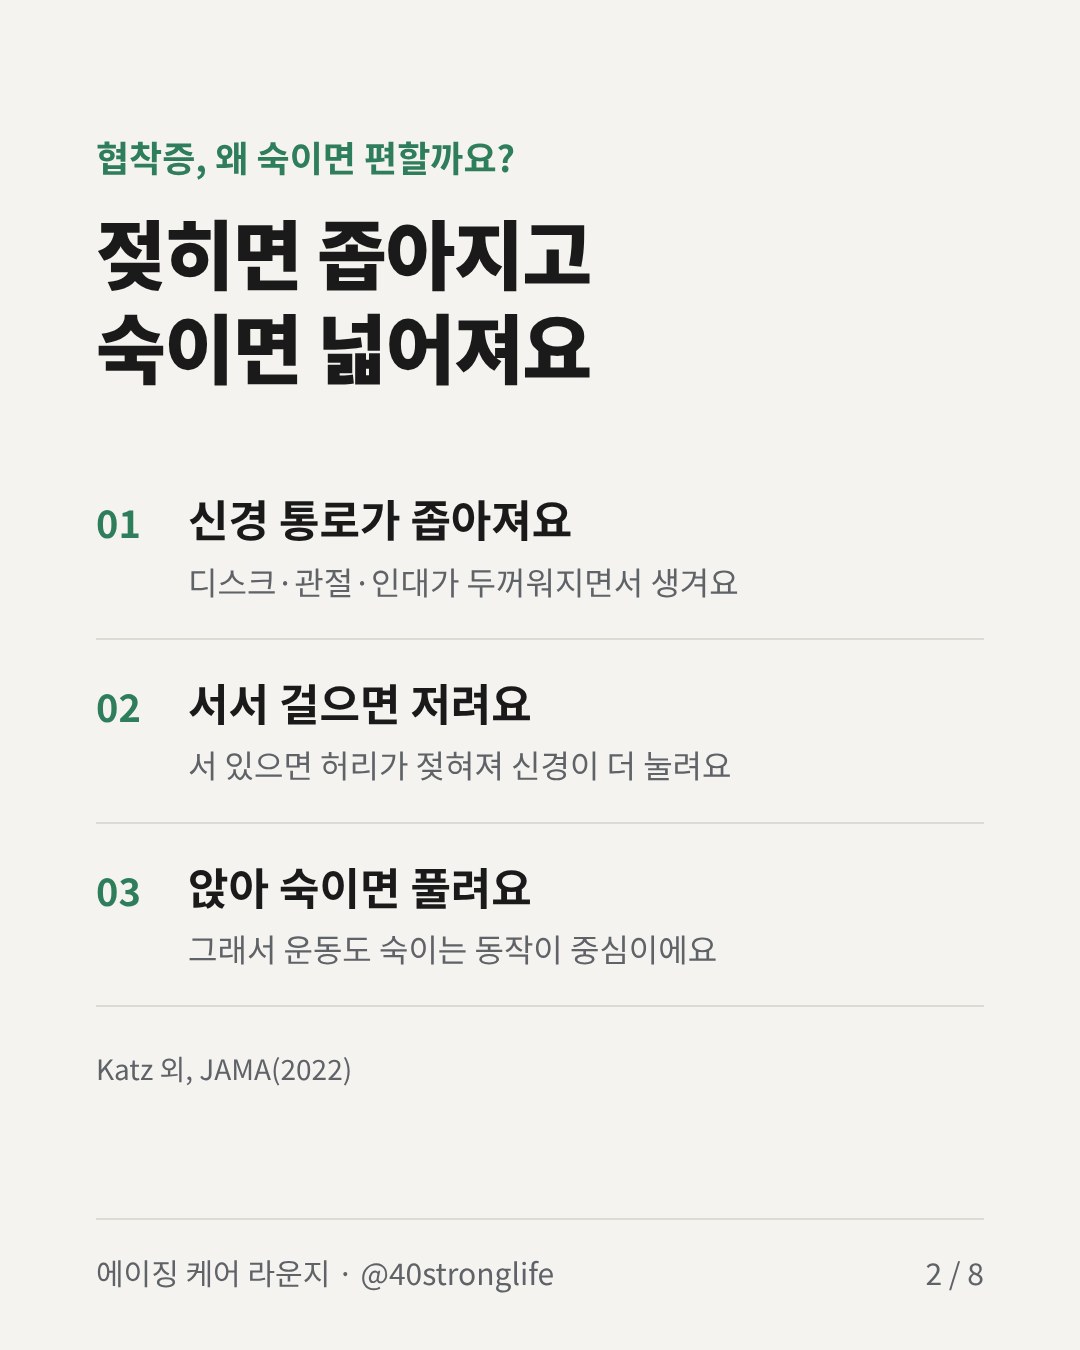 협착증, 왜 숙이면 편할까요?
젖히면 좁아지고
숙이면 넓어져요
01 신경 통로가 좁아져요
디스크·관절·인대가 두꺼워지면서 생겨요
02 서서 걸으면 저려요
서 있으면 허리가 젖혀져 신경이 더 눌려요
03 앉아 숙이면 풀려요
그래서 운동도 숙이는 동작이 중심이에요
Katz 외, JAMA(2022)
에이징 케어 라운지 · @40stronglife 2 / 8